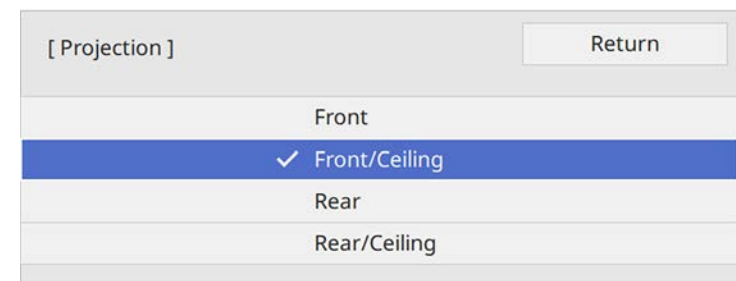 [ Projection ]
Return
Front
Front/Ceiling
Rear
Rear/Ceiling